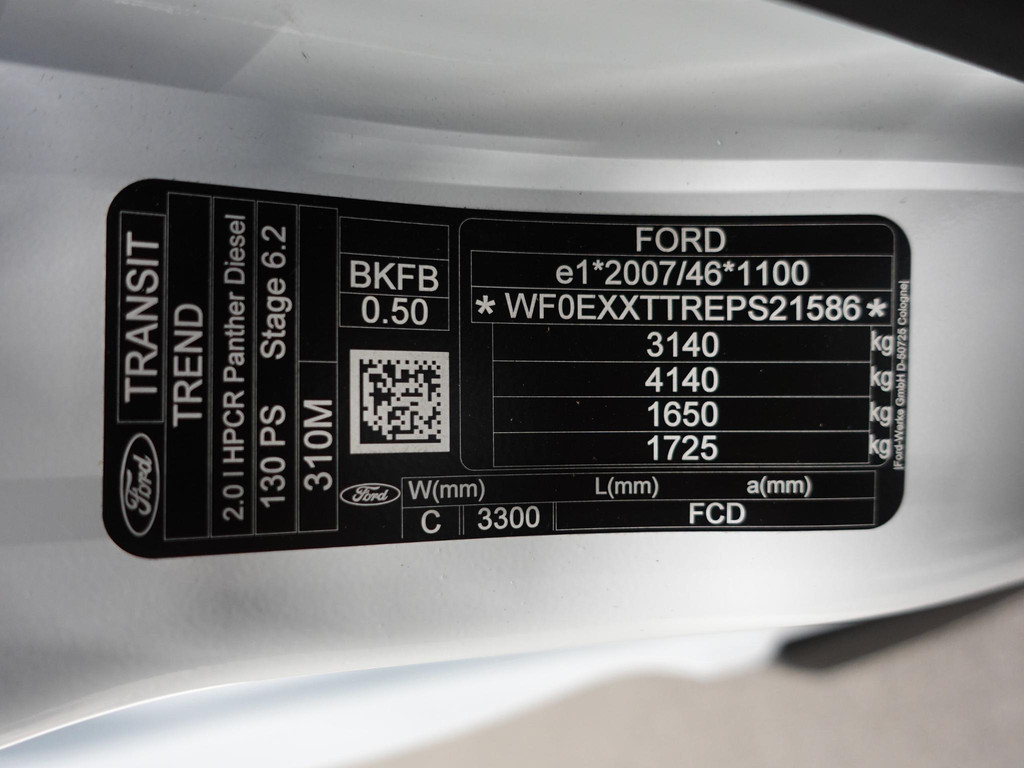 Ford TRANSIT
TREND
2.0 l HPCR Panther Diesel
130 PS Stage 6.2
310M
BKFB
0.50
FORD
e1*2007/46*1100
* WF0EXXTTREPS21586 *
3140 kg
4140 kg
1650 kg
1725 kg
Ford-Werke GmbH D-50725 Cologne
Ford
W(mm) L(mm) a(mm)
C 3300 FCD